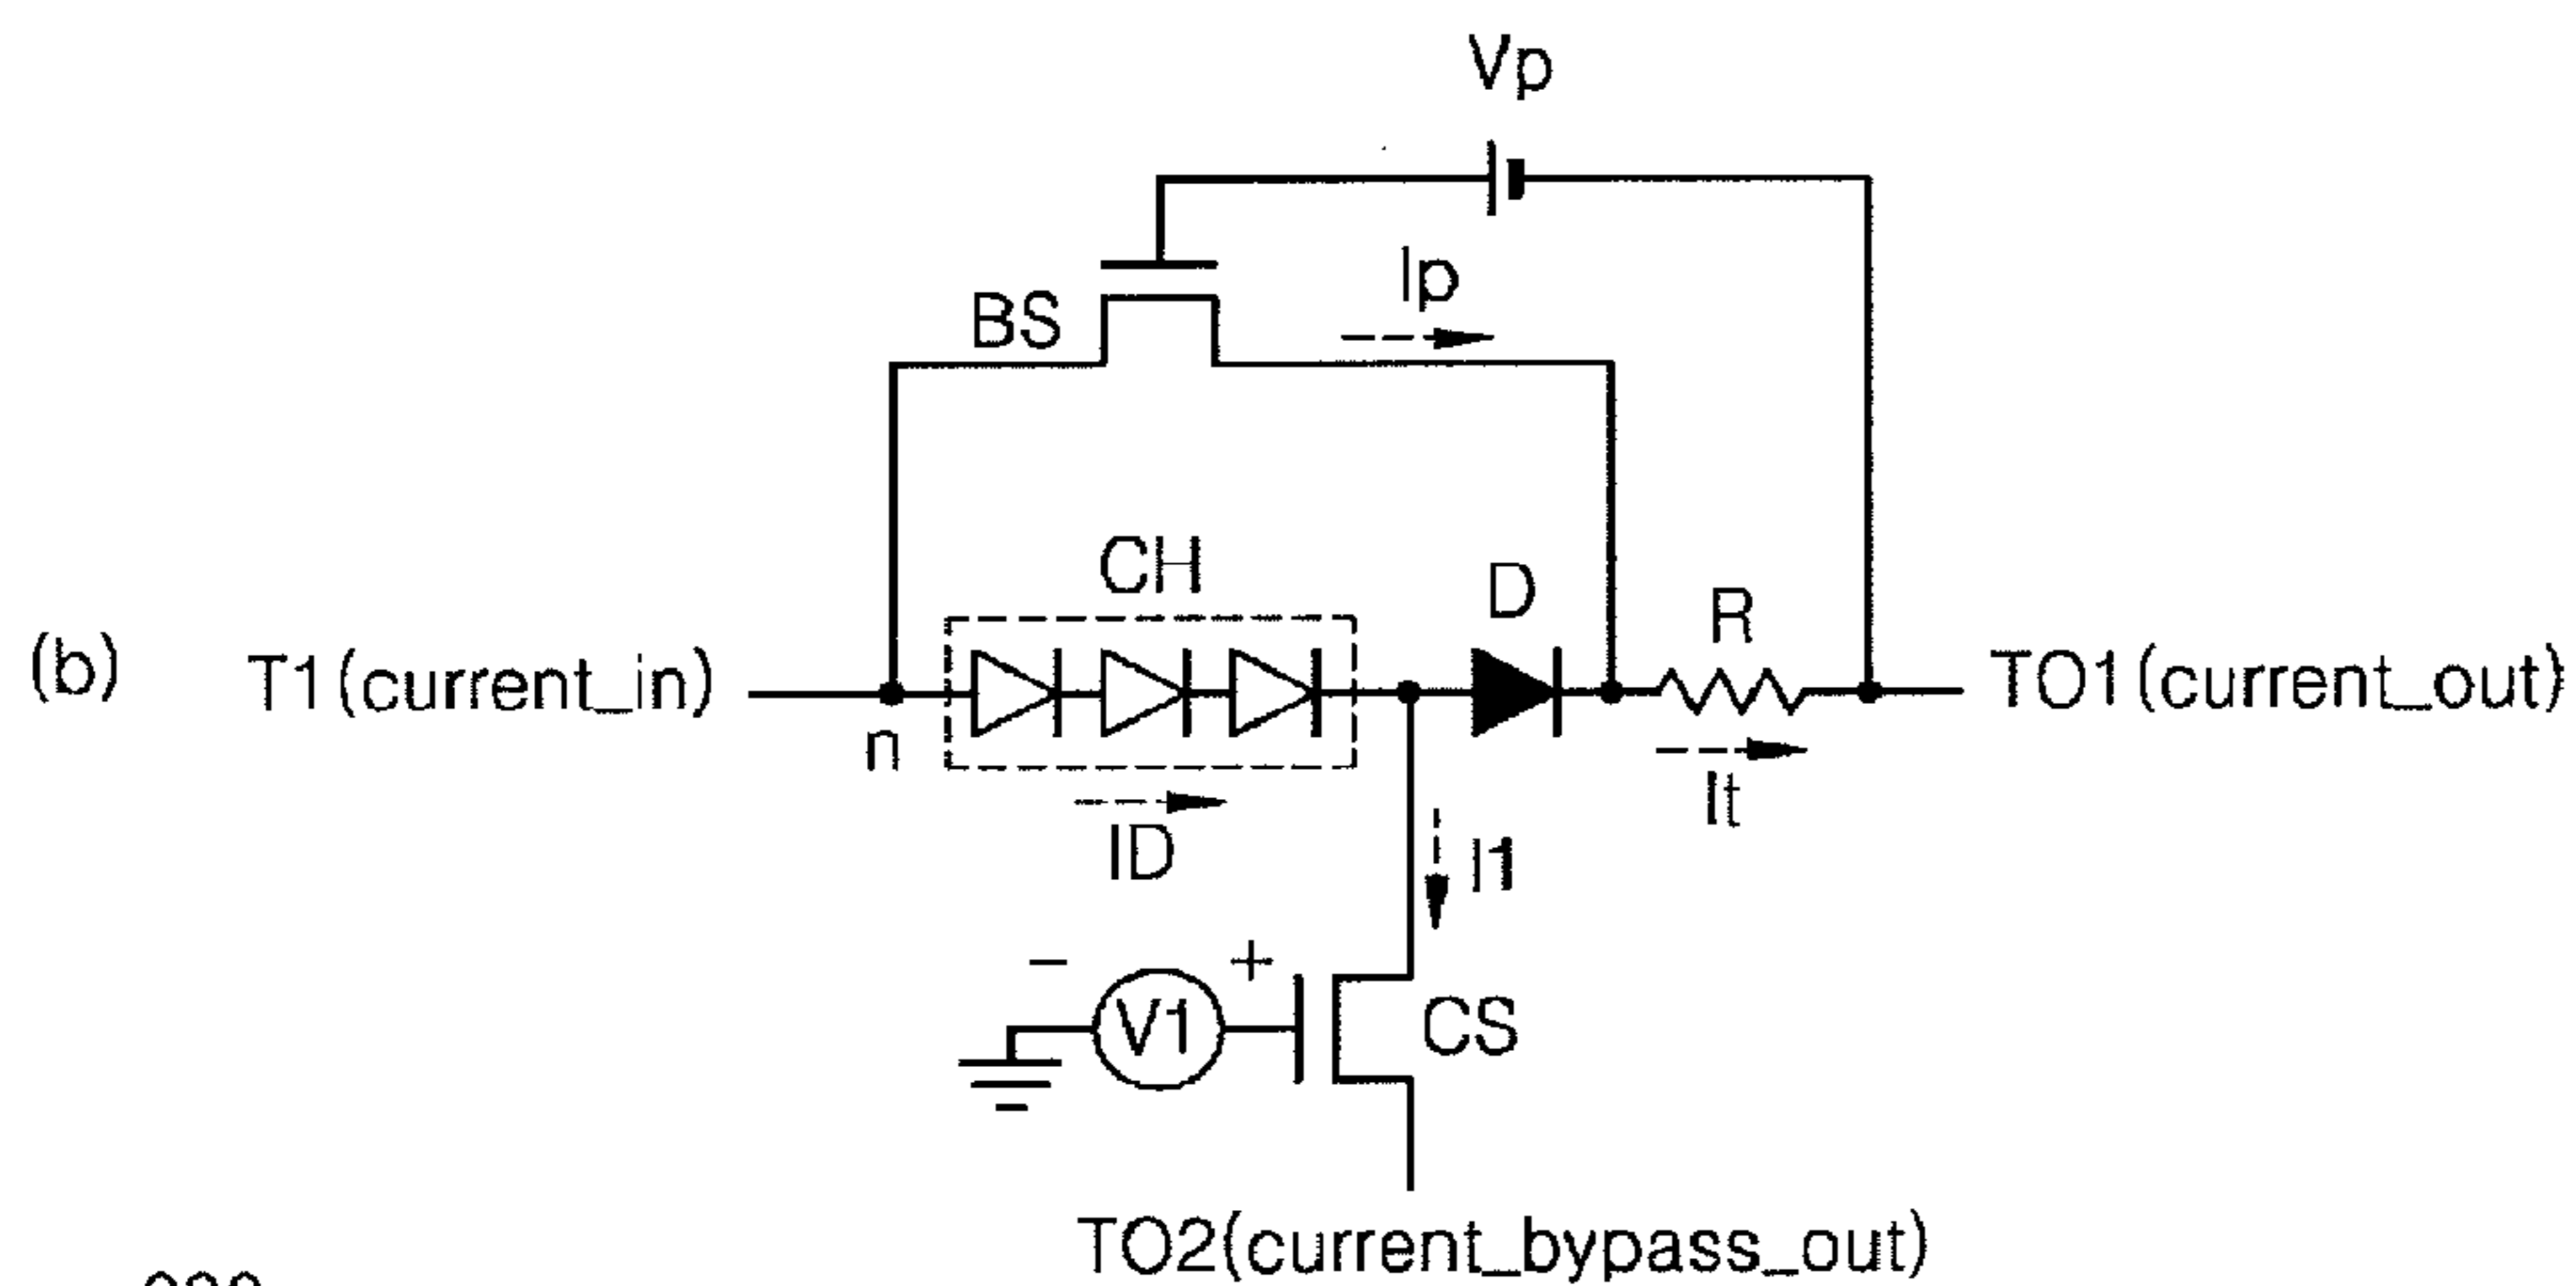 Vp
Ip
BS
CH
D
R
(b)
T1(current_in)
TO1(current_out)
n
ID
It
I1
− +
V1
CS
TO2(current_bypass_out)